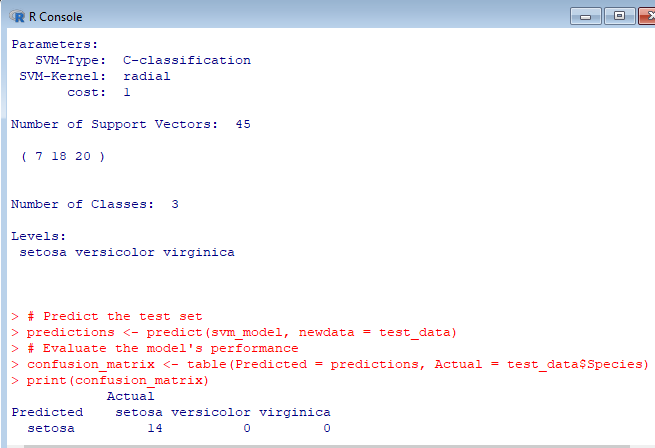 R Console
Parameters:
   SVM-Type:  C-classification
 SVM-Kernel:  radial
       cost:  1
Number of Support Vectors:  45
 ( 7 18 20 )
Number of Classes:  3
Levels:
 setosa versicolor virginica
> # Predict the test set
> predictions <- predict(svm_model, newdata = test_data)
> # Evaluate the model's performance
> confusion_matrix <- table(Predicted = predictions, Actual = test_data$Species)
> print(confusion_matrix)
            Actual
Predicted    setosa versicolor virginica
  setosa         14          0         0